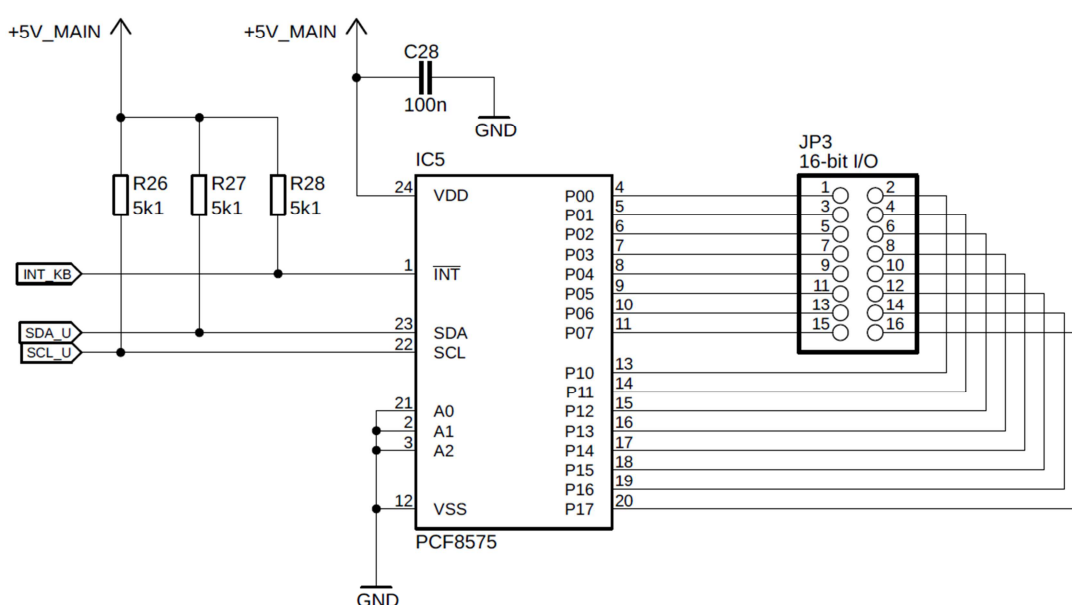 +5V_MAIN
+5V_MAIN
C28
100n
GND
R26
5k1
R27
5k1
R28
5k1
INT_KB
SDA_U
SCL_U
IC5
24 VDD
1 INT
23 SDA
22 SCL
21 A0
2 A1
3 A2
12 VSS
P00 4
P01 5
P02 6
P03 7
P04 8
P05 9
P06 10
P07 11
P10 13
P11 14
P12 15
P13 16
P14 17
P15 18
P16 19
P17 20
PCF8575
GND
JP3
16-bit I/O
1 2
3 4
5 6
7 8
9 10
11 12
13 14
15 16